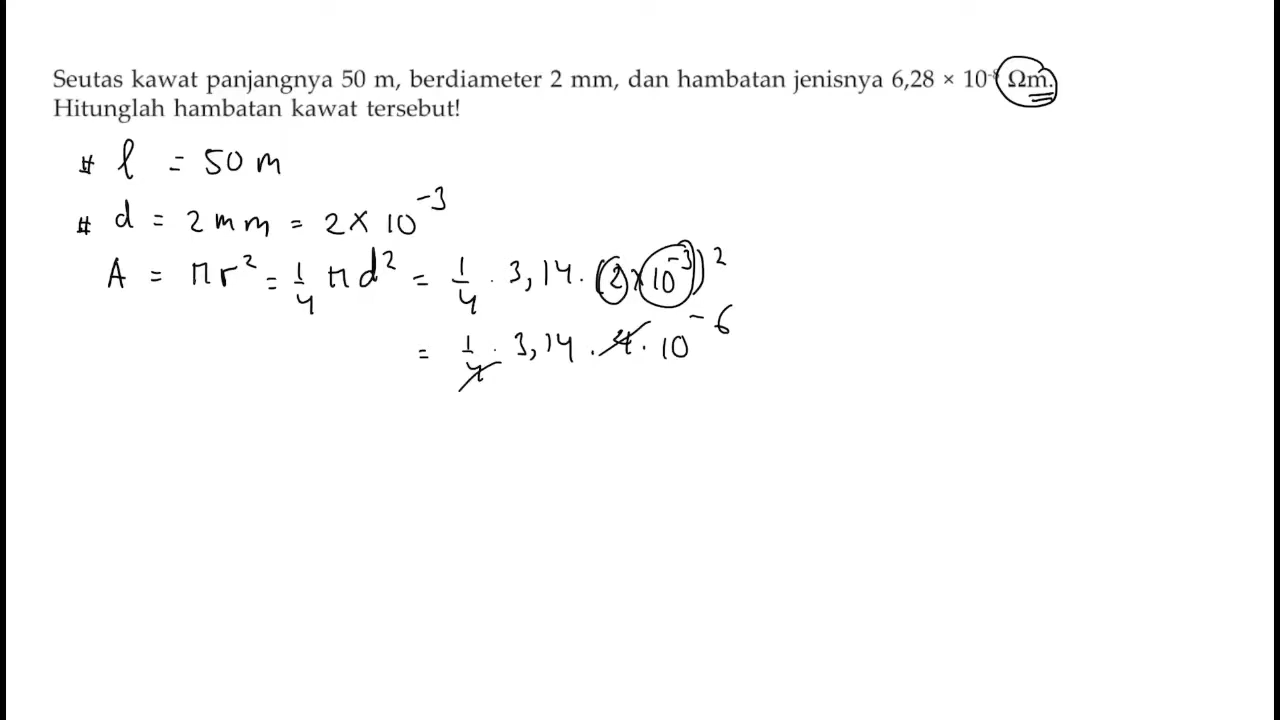 Seutas kawat panjangnya 50 m, berdiameter 2 mm, dan hambatan jenisnya 6,28 × 10⁻⁸ Ωm.
Hitunglah hambatan kawat tersebut!
# l = 50 m
# d = 2 mm = 2 × 10⁻³
A = πr² = 1/4 πd² = 1/4 · 3,14 · (2 × 10⁻³)²
= 1/4 · 3,14 · 4 · 10⁻⁶